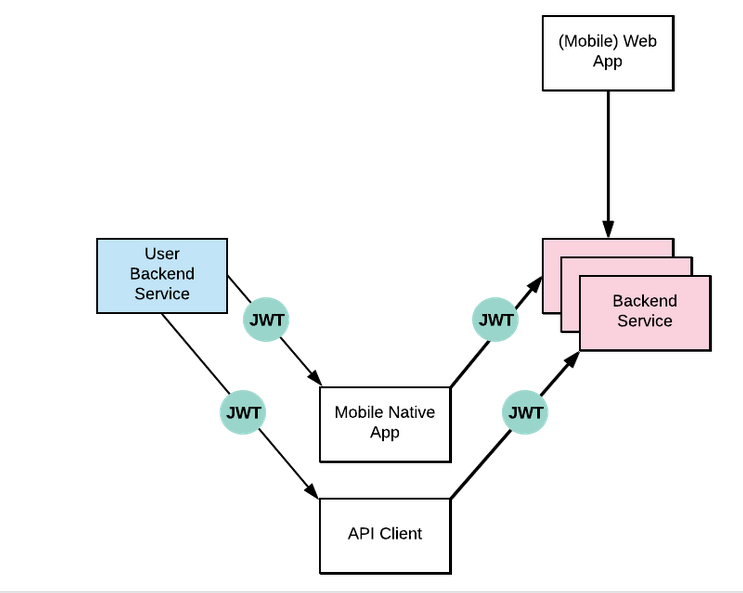 (Mobile) Web
App
User
Backend
Service
Backend
Service
JWT
JWT
Mobile Native
App
JWT
JWT
API Client